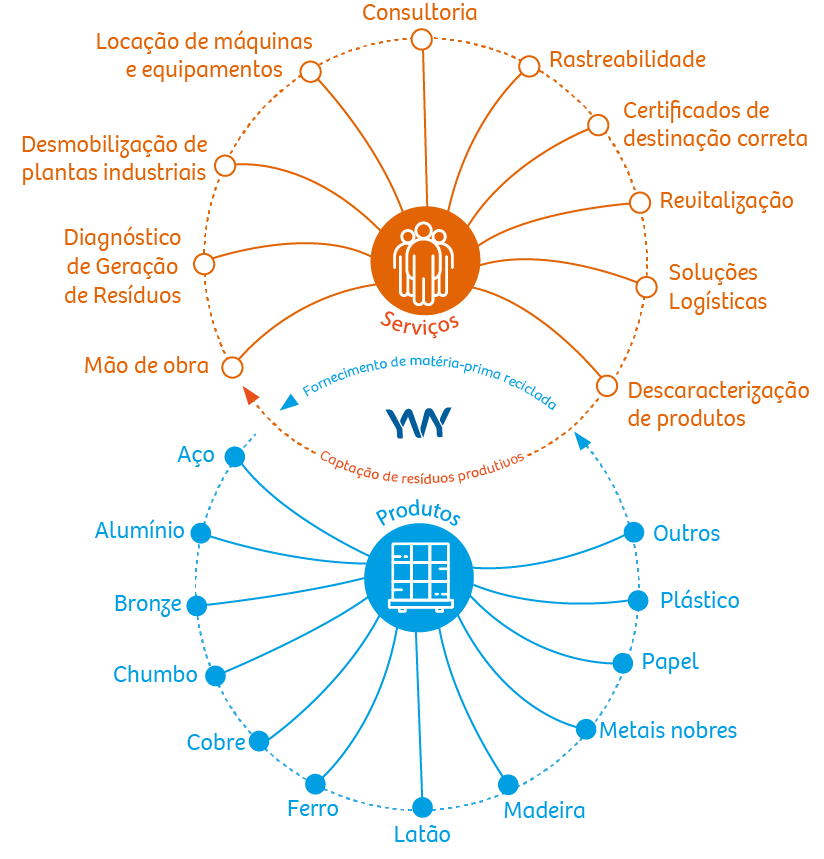 Consultoria
Locação de máquinas
e equipamentos
Rastreabilidade
Certificados de
destinação correta
Desmobilização de
plantas industriais
Revitalização
Diagnóstico
de Geração
de Resíduos
Soluções
Logísticas
Serviços
Mão de obra
Descaracterização
de produtos
Fornecimento de matéria-prima reciclada
Captação de resíduos produtivos
Produtos
Aço
Alumínio
Outros
Bronze
Plástico
Chumbo
Papel
Cobre
Metais nobres
Ferro
Madeira
Latão